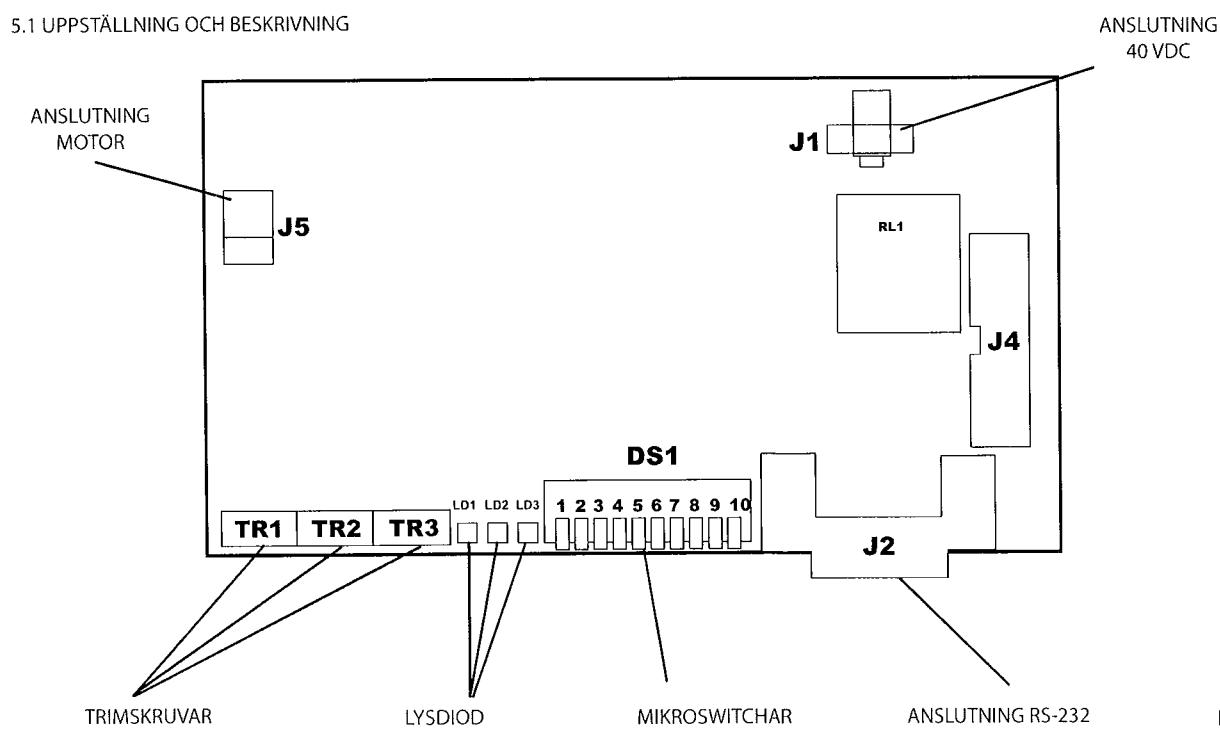 5.1 UPPSTÄLLNING OCH BESKRIVNING
ANSLUTNING
40 VDC
ANSLUTNING
MOTOR
J1
J5
RL1
J4
DS1
LD1 LD2 LD3
1 2 3 4 5 6 7 8 9 10
TR1 TR2 TR3
J2
TRIMSKRUVAR
LYSDIOD
MIKROSWITCHAR
ANSLUTNING RS-232